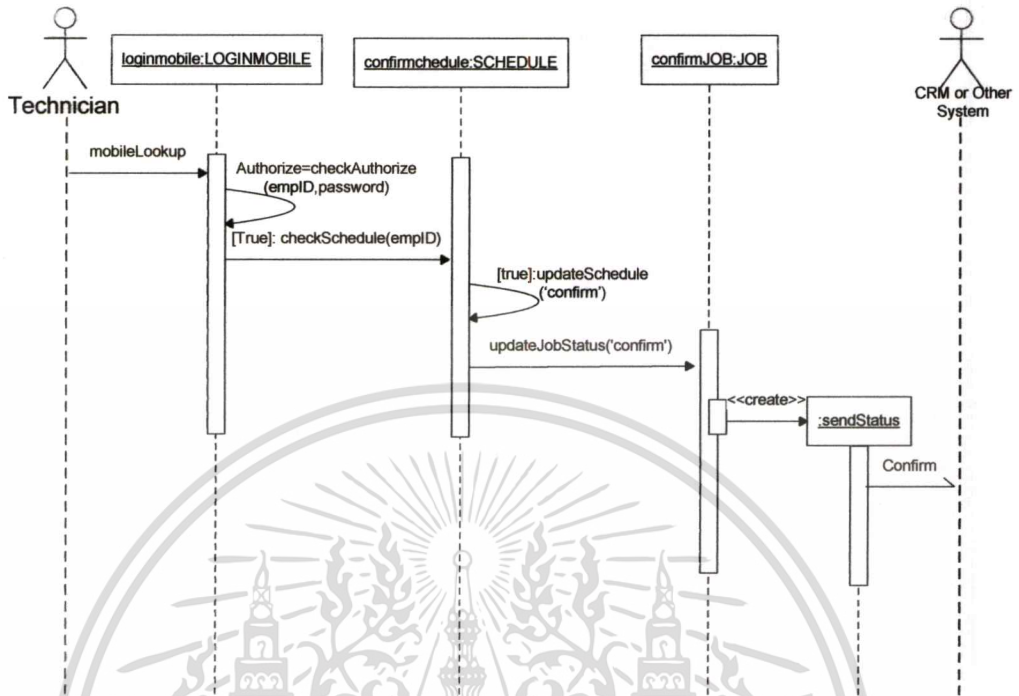 loginmobile:LOGINMOBILE
confirmchedule:SCHEDULE
confirmJOB:JOB
Technician
CRM or Other
System
mobileLookup
Authorize=checkAuthorize
(empID,password)
[True]: checkSchedule(empID)
[true]:updateSchedule
('confirm')
updateJobStatus('confirm')
<<create>>
:sendStatus
Confirm